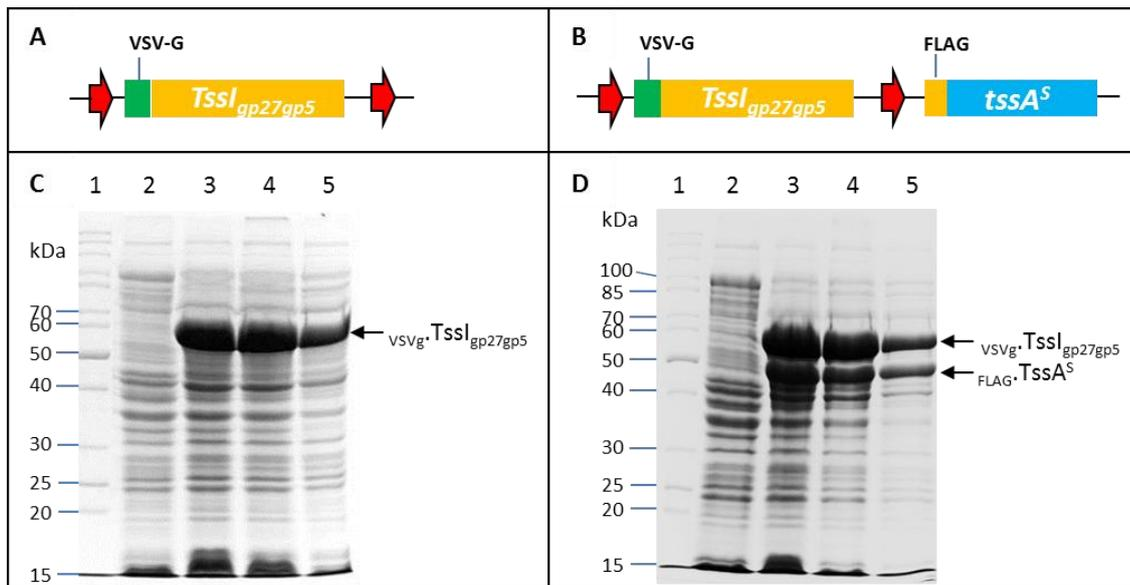 A
VSV-G
TssI gp27gp5
B
VSV-G
FLAG
TssI gp27gp5
tssA^S
C 1 2 3 4 5
kDa
70
60
50
40
30
25
20
15
VSVg.TssI gp27gp5
D 1 2 3 4 5
kDa
100
85
70
60
50
40
30
25
20
15
VSVg.TssI gp27gp5
FLAG.TssA^S